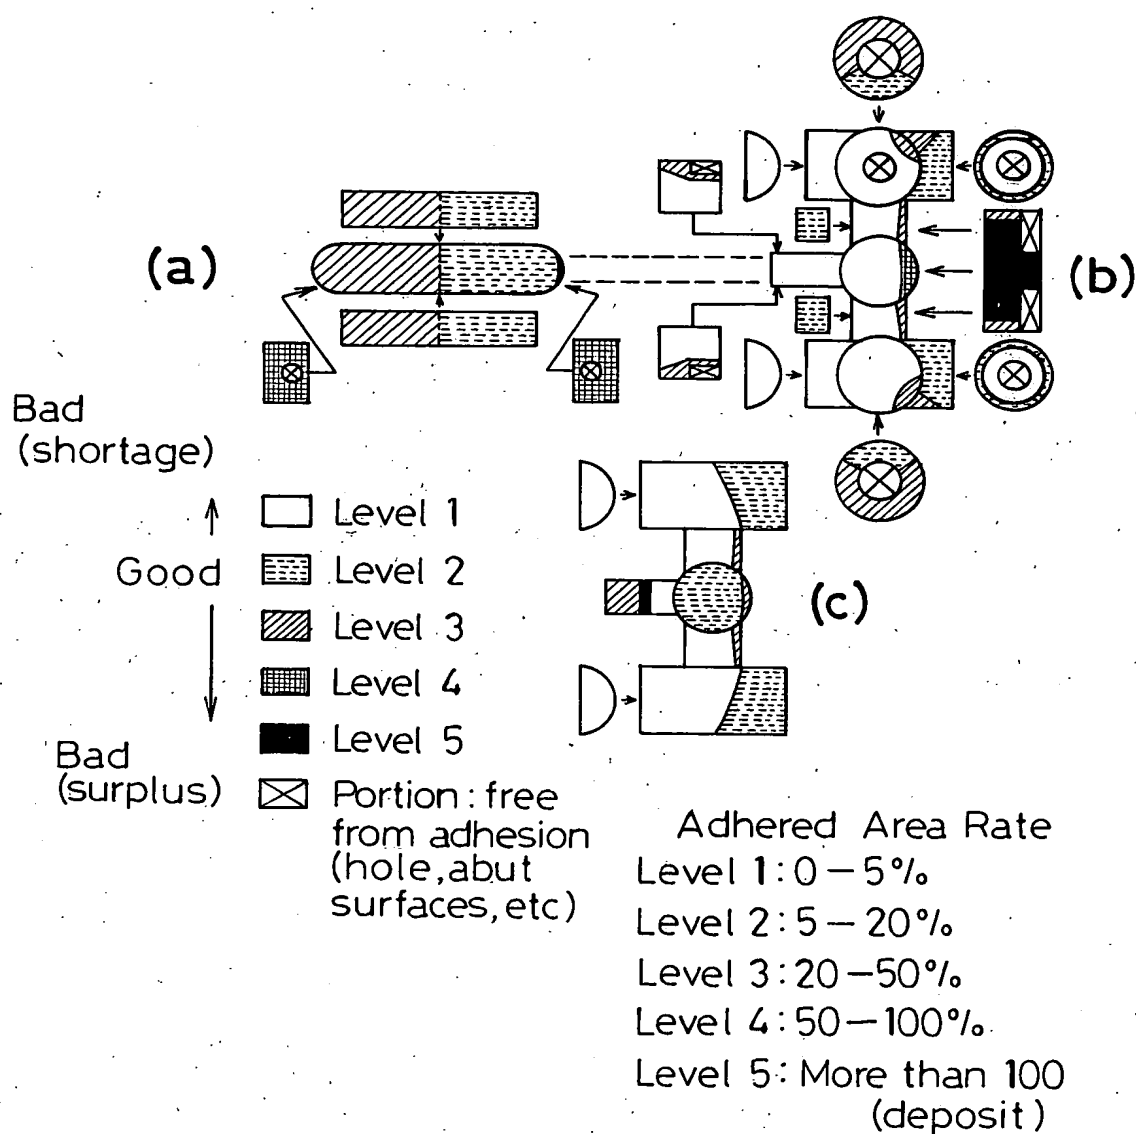 (a)
(b)
(c)
Bad
(shortage)
Good
Bad
(surplus)
Level 1
Level 2
Level 3
Level 4
Level 5
Portion : free
from adhesion
(hole, abut
surfaces, etc)
Adhered Area Rate
Level 1 : 0 – 5%
Level 2 : 5 – 20%
Level 3 : 20 – 50%
Level 4 : 50 – 100%
Level 5 : More than 100
(deposit)